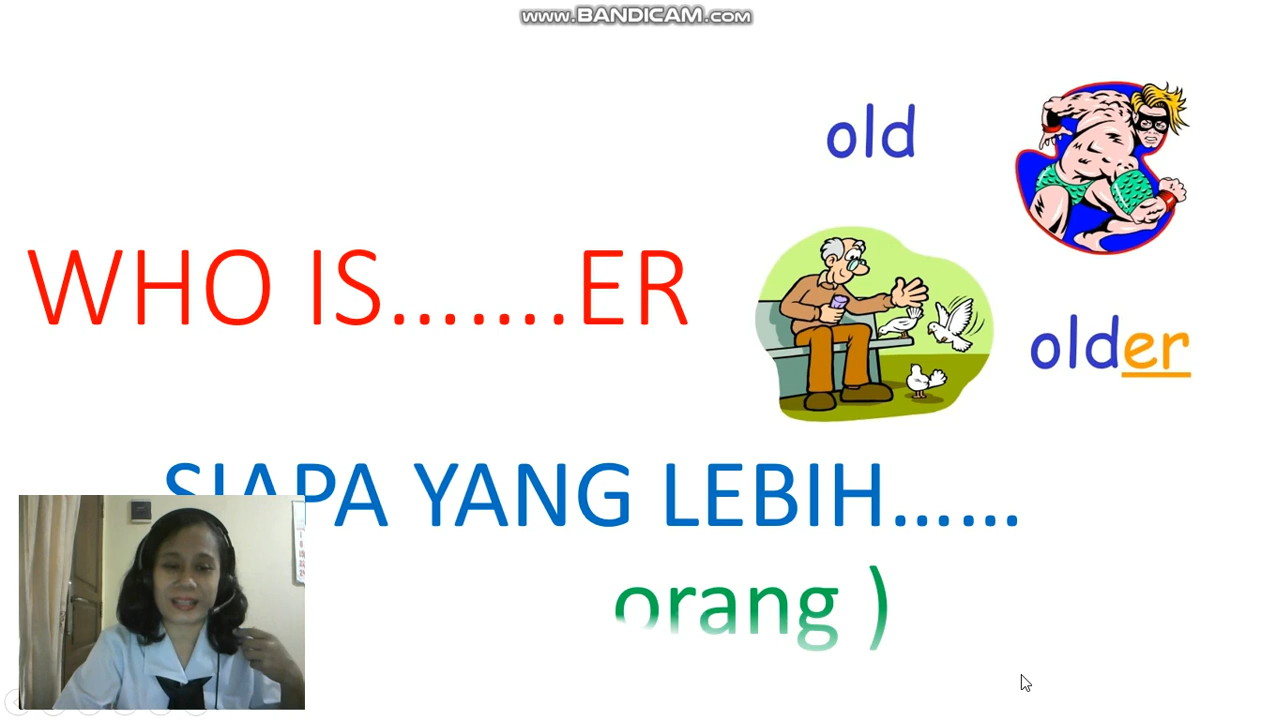 www.BANDICAM.com
old
WHO IS.......ER
older
SIAPA YANG LEBIH......
orang )